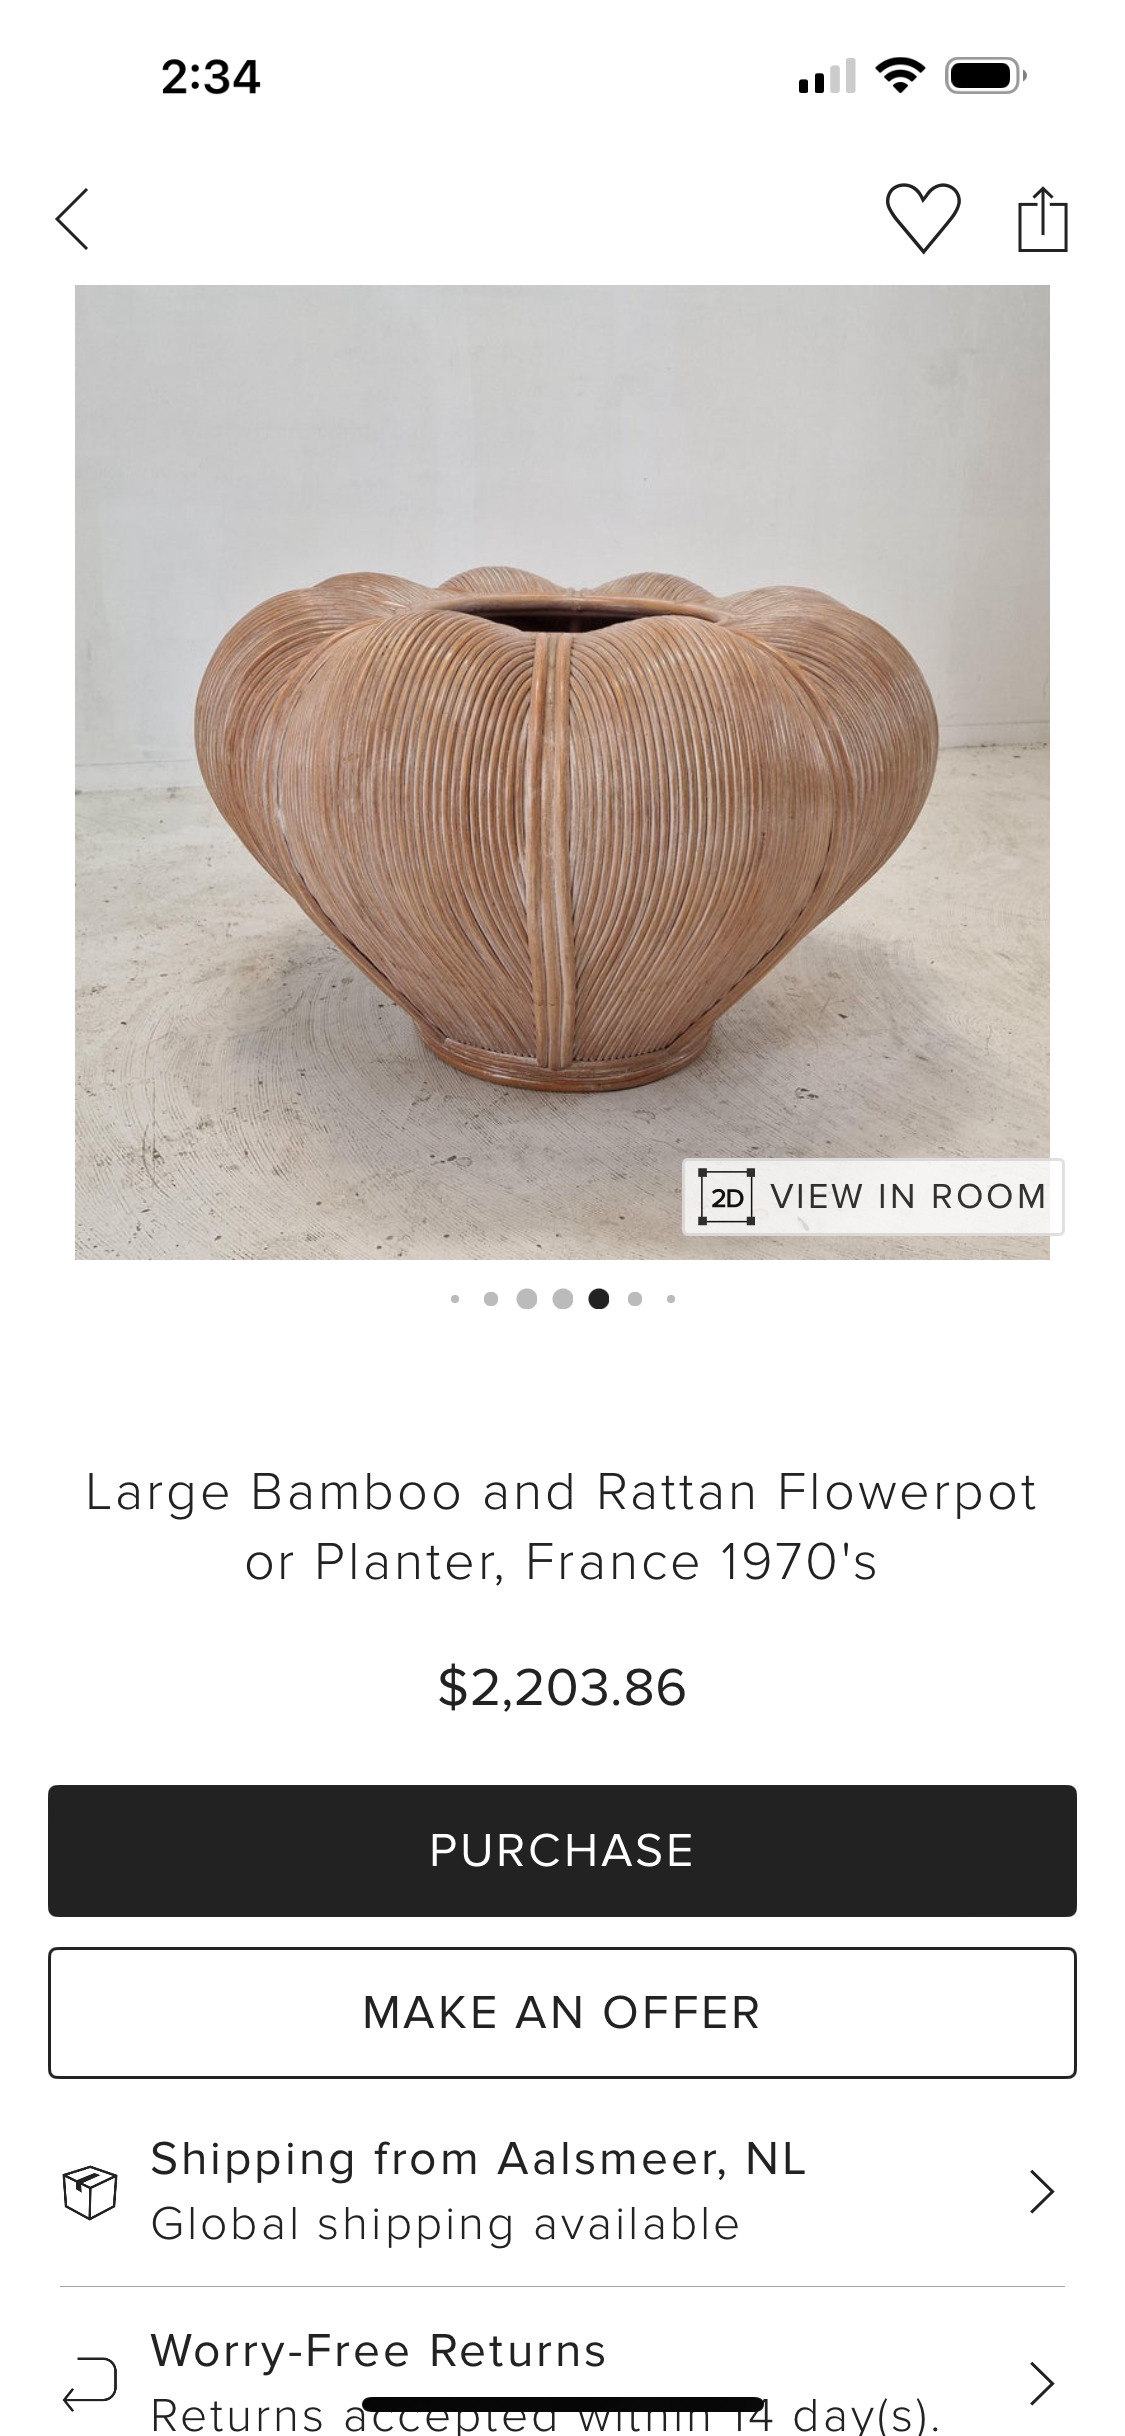 2:34
2D VIEW IN ROOM
Large Bamboo and Rattan Flowerpot
or Planter, France 1970's
$2,203.86
PURCHASE
MAKE AN OFFER
Shipping from Aalsmeer, NL
Global shipping available
Worry-Free Returns
Returns accepted within 14 day(s).